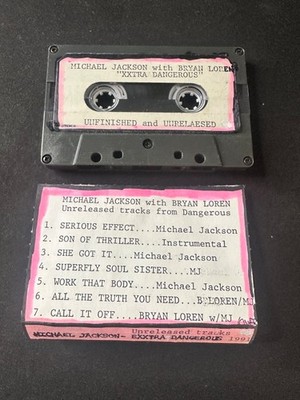 MICHAEL JACKSON with BRYAN LOREN
"XXTRA DANGEROUS"
UNFINISHED and UNRELAESED
MICHAEL JACKSON with BRYAN LOREN
Unreleased tracks from Dangerous
1. SERIOUS EFFECT....Michael Jackson
2. SON OF THRILLER....Instrumental
3. SHE GOT IT....Michael Jackson
4. SUPERFLY SOUL SISTER....MJ
5. WORK THAT BODY....Michael Jackson
6. ALL THE TRUTH YOU NEED...B.LOREN/MJ
7. CALL IT OFF....BRYAN LOREN w/MJ
Unreleased tracks
MICHAEL JACKSON- EXXTRA DANGEROUS 1991